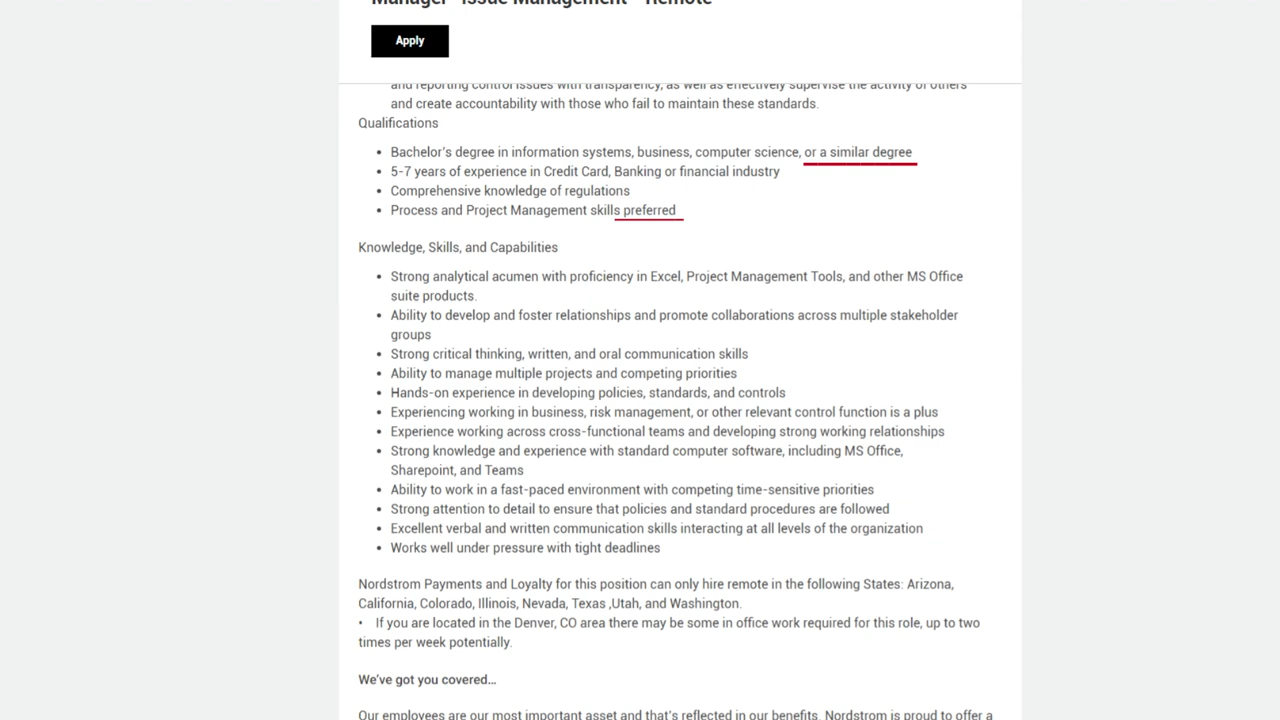 Manager- Issue Management - Remote
Apply
and reporting control issues with transparency, as well as effectively supervise the activity of others
and create accountability with those who fail to maintain these standards.
Qualifications
• Bachelor's degree in information systems, business, computer science, or a similar degree
• 5-7 years of experience in Credit Card, Banking or financial industry
• Comprehensive knowledge of regulations
• Process and Project Management skills preferred
Knowledge, Skills, and Capabilities
• Strong analytical acumen with proficiency in Excel, Project Management Tools, and other MS Office
suite products.
• Ability to develop and foster relationships and promote collaborations across multiple stakeholder
groups
• Strong critical thinking, written, and oral communication skills
• Ability to manage multiple projects and competing priorities
• Hands-on experience in developing policies, standards, and controls
• Experiencing working in business, risk management, or other relevant control function is a plus
• Experience working across cross-functional teams and developing strong working relationships
• Strong knowledge and experience with standard computer software, including MS Office,
Sharepoint, and Teams
• Ability to work in a fast-paced environment with competing time-sensitive priorities
• Strong attention to detail to ensure that policies and standard procedures are followed
• Excellent verbal and written communication skills interacting at all levels of the organization
• Works well under pressure with tight deadlines
Nordstrom Payments and Loyalty for this position can only hire remote in the following States: Arizona,
California, Colorado, Illinois, Nevada, Texas ,Utah, and Washington.
• If you are located in the Denver, CO area there may be some in office work required for this role, up to two
times per week potentially.
We've got you covered…
Our employees are our most important asset and that's reflected in our benefits. Nordstrom is proud to offer a